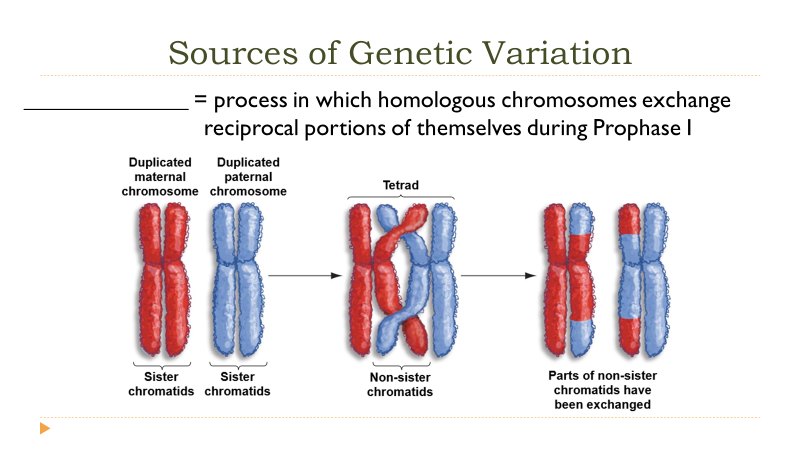 Sources of Genetic Variation
______________ = process in which homologous chromosomes exchange
reciprocal portions of themselves during Prophase I
Duplicated
maternal
chromosome
Duplicated
paternal
chromosome
Tetrad
Sister
chromatids
Sister
chromatids
Non-sister
chromatids
Parts of non-sister
chromatids have
been exchanged